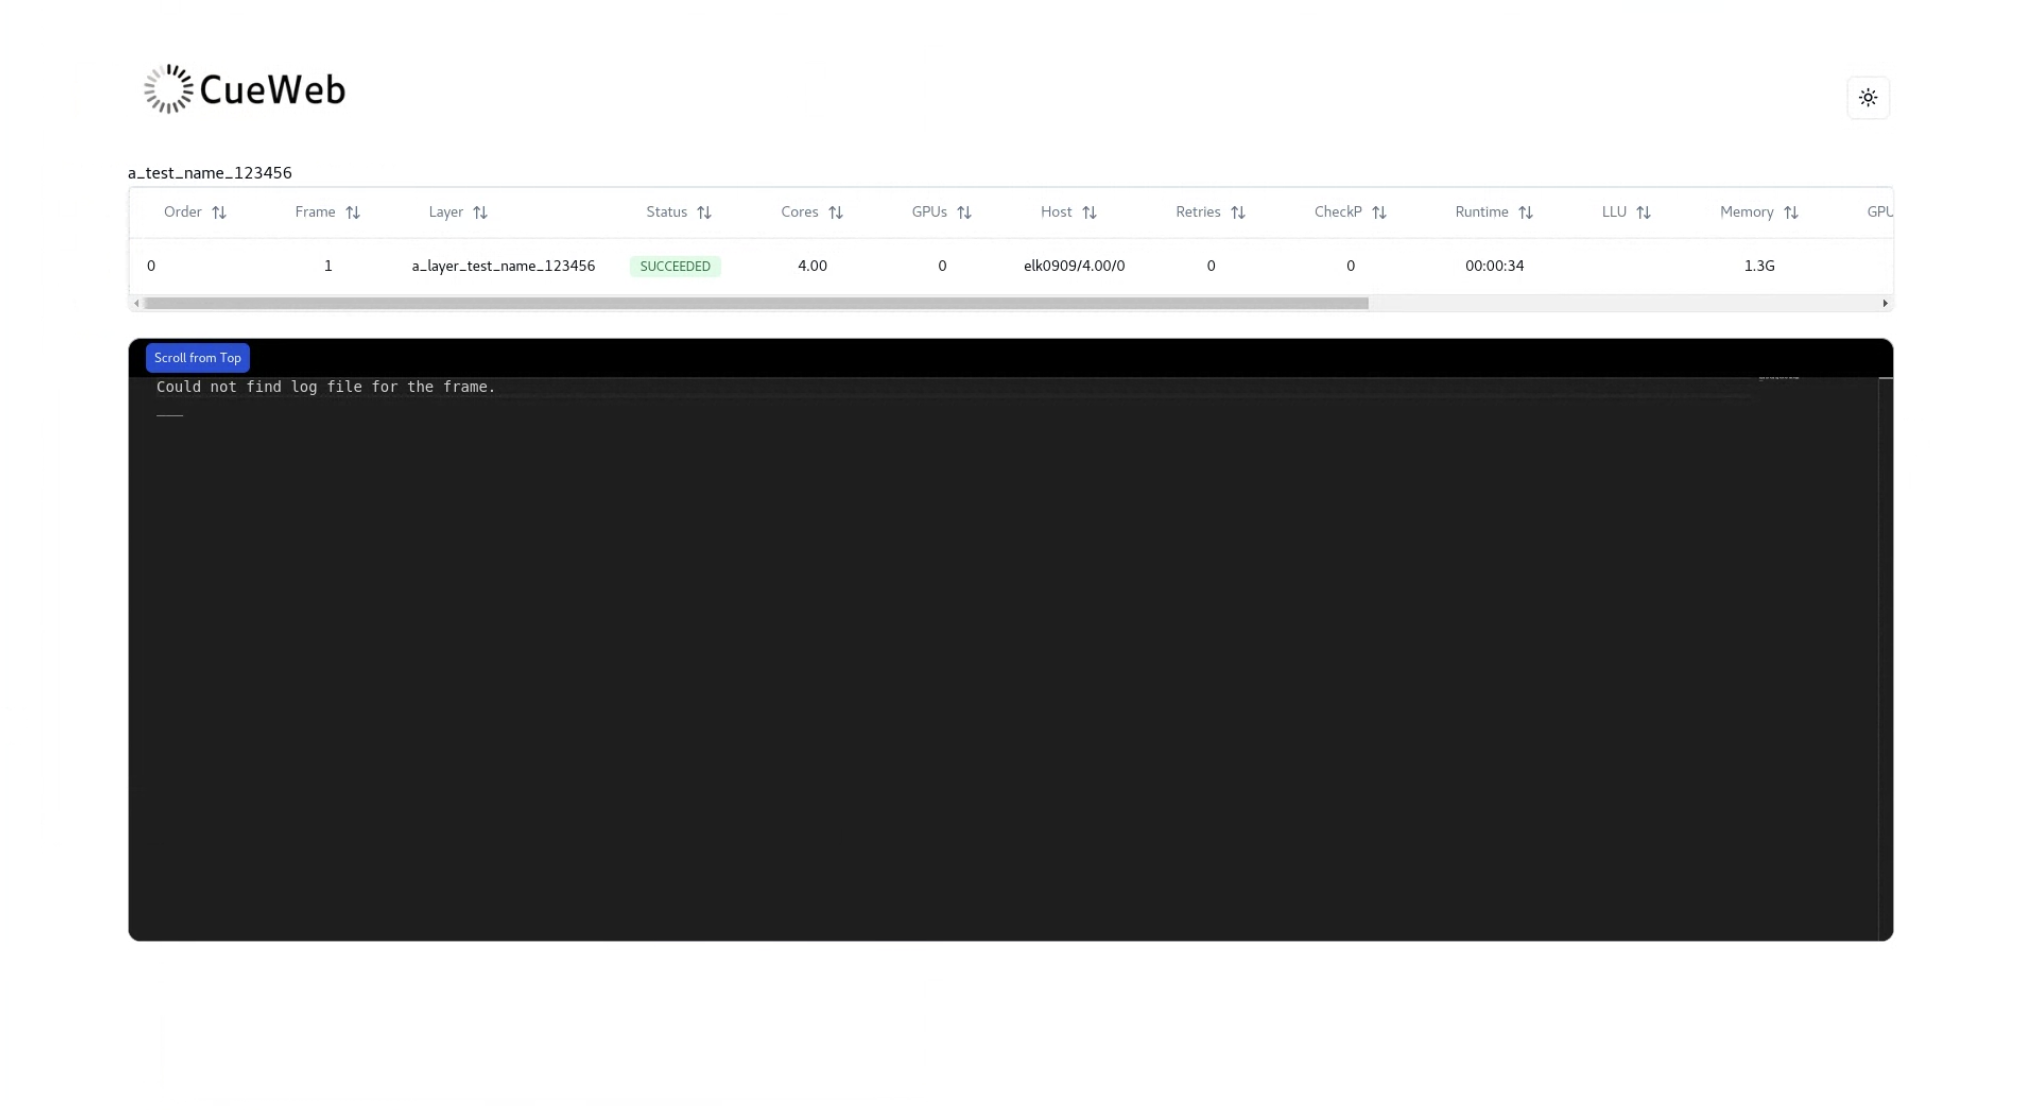 CueWeb
a_test_name_123456
Order Frame Layer Status Cores GPUs Host Retries CheckP Runtime LLU Memory GPU
0 1 a_layer_test_name_123456 SUCCEEDED 4.00 0 elk0909/4.00/0 0 0 00:00:34 1.3G
Scroll from Top
Could not find log file for the frame.